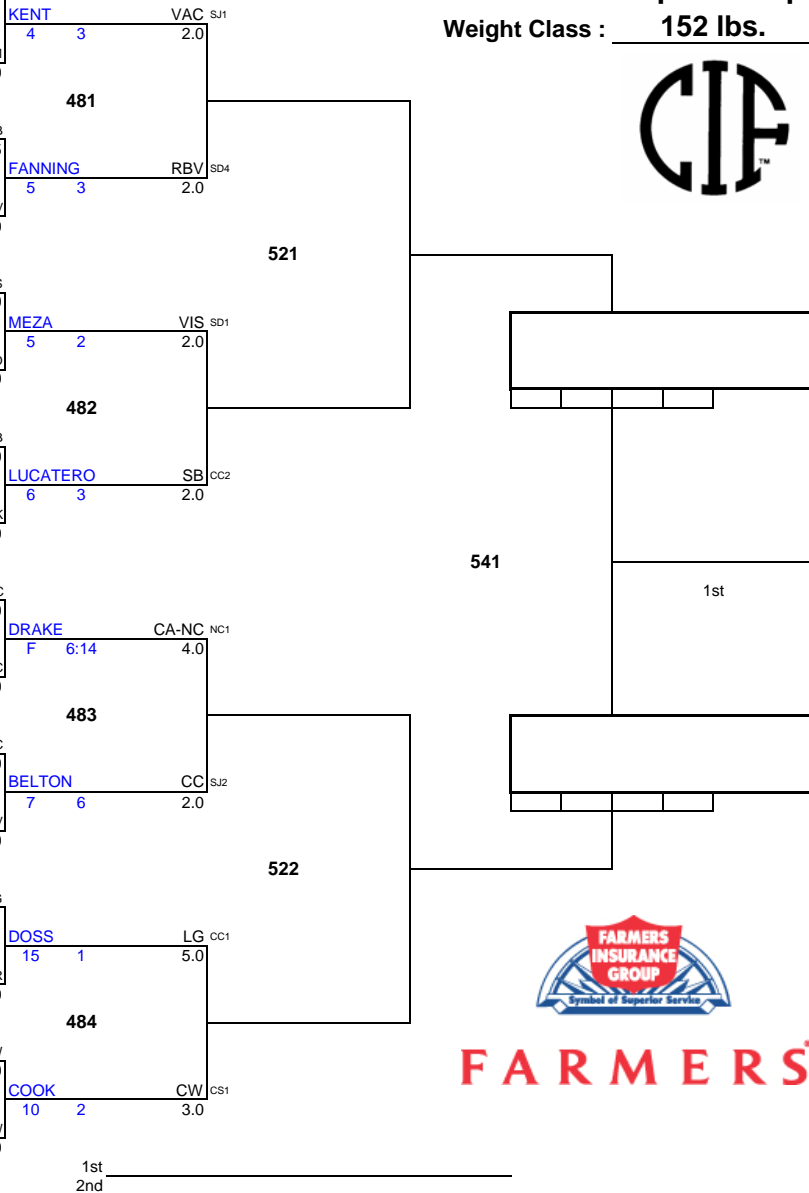 KENT VAC SJ1
Weight Class : 152 lbs.
4 3 2.0
CIF
TM
481
FANNING RBV SD4
5 3 2.0
521
MEZA VIS SD1
5 2 2.0
482
LUCATERO SB CC2
6 3 2.0
541
1st
DRAKE CA-NC NC1
F 6:14 4.0
483
BELTON CC SJ2
7 6 2.0
522
DOSS LG CC1
15 1 5.0
FARMERS
INSURANCE
GROUP
Symbol of Superior Service
484
FARMERS®
COOK CW CS1
10 2 3.0
1st
2nd